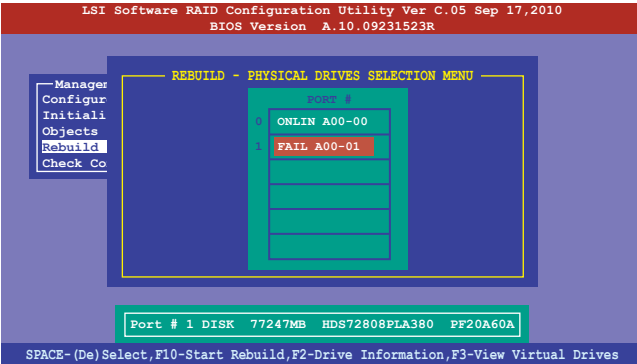 LSI Software RAID Configuration Utility Ver C.05 Sep 17,2010
BIOS Version A.10.09231523R
REBUILD - PHYSICAL DRIVES SELECTION MENU
Managem
Configur
Initiali
Objects
Rebuild
Check Co
PORT #
0 ONLIN A00-00
1 FAIL A00-01
Port # 1 DISK 77247MB HDS72808PLA380 PF20A60A
SPACE-(De)Select,F10-Start Rebuild,F2-Drive Information,F3-View Virtual Drives